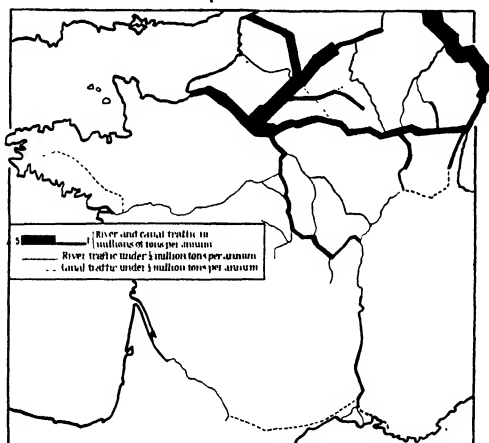 5 1 { River and canal traffic in
millions of tons per annum
River traffic under ½ million tons per annum
Canal traffic under ½ million tons per annum